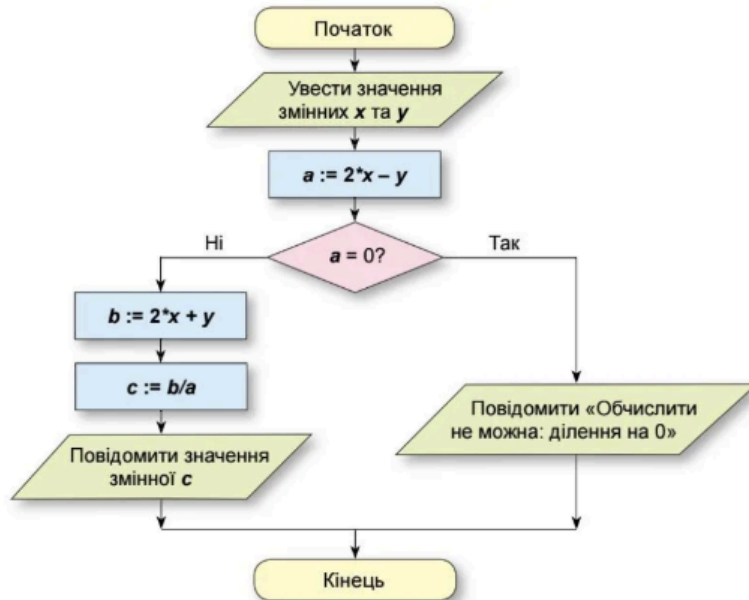 Початок
Увести значення
змінних x та y
a := 2*x – y
Ні
a = 0?
Так
b := 2*x + y
c := b/a
Повідомити значення
змінної c
Повідомити «Обчислити
не можна: ділення на 0»
Кінець